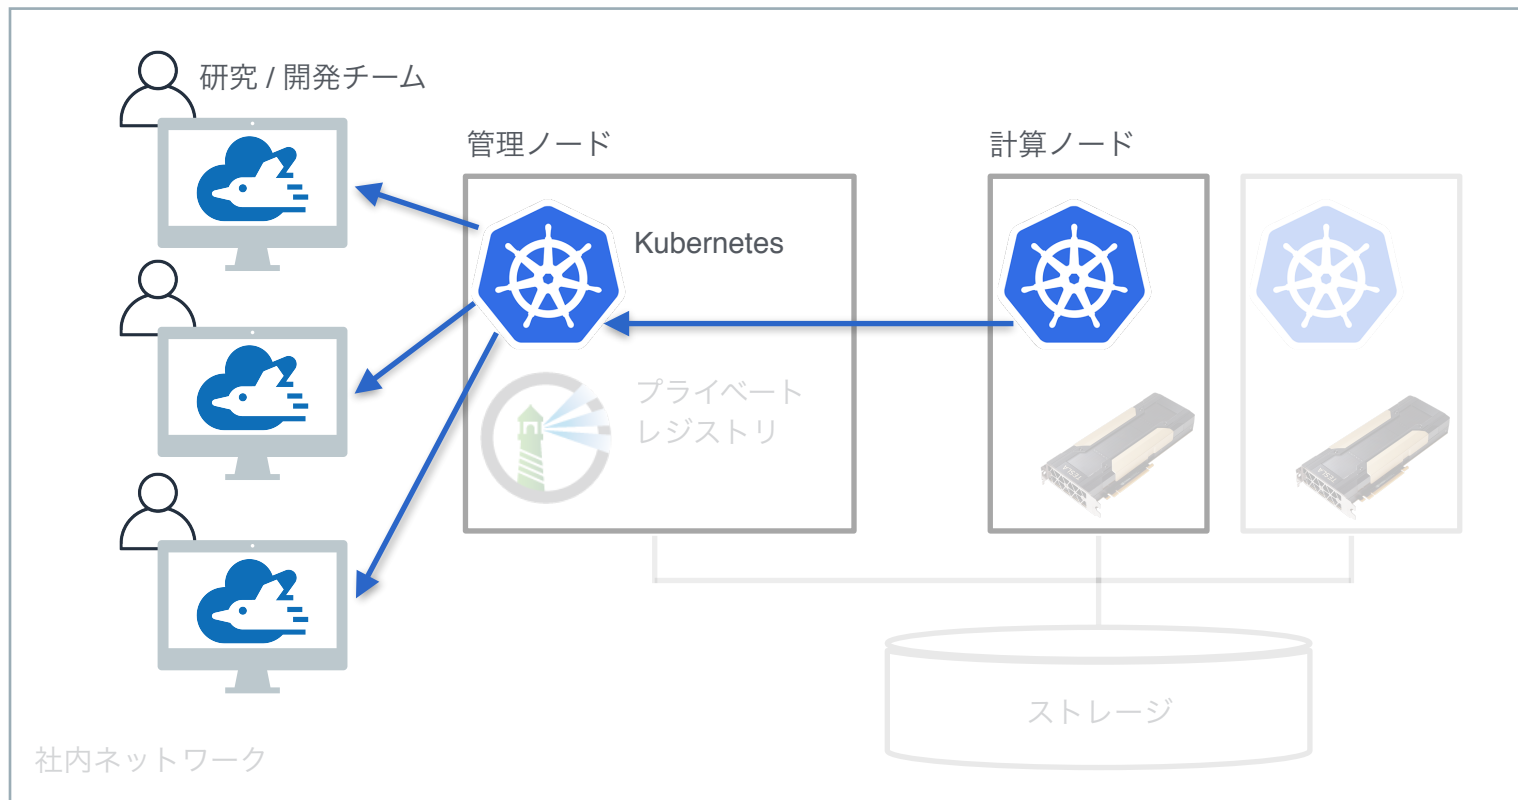 研究 / 開発チーム
管理ノード
計算ノード
Kubernetes
プライベート
レジストリ
ストレージ
社内ネットワーク